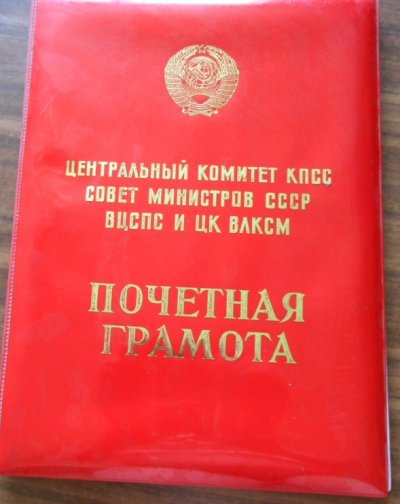 ЦЕНТРАЛЬНЫЙ КОМИТЕТ КПСС
СОВЕТ МИНИСТРОВ СССР
ВЦСПС И ЦК ВЛКСМ
ПОЧЕТНАЯ
ГРАМОТА